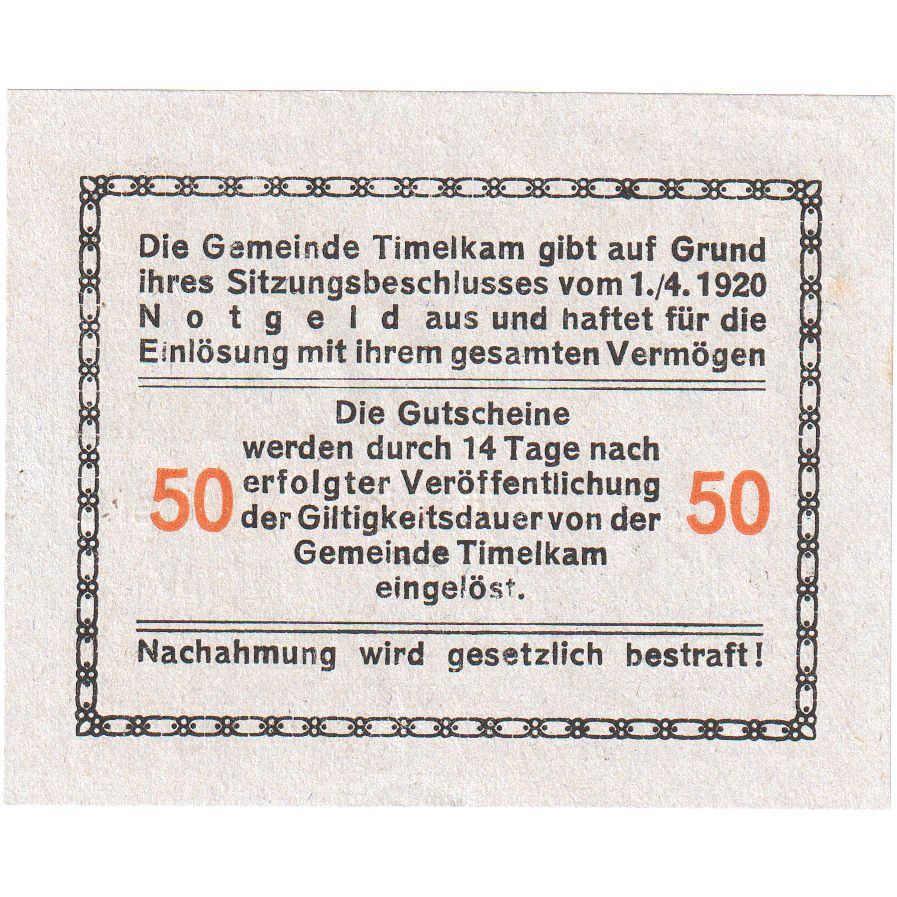 Die Gemeinde Timelkam gibt auf Grund
ihres Sitzungsbeschlusses vom 1./4. 1920
Notgeld aus und haftet für die
Einlösung mit ihrem gesamten Vermögen
Die Gutscheine
werden durch 14 Tage nach
50 erfolgter Veröffentlichung 50
der Giltigkeitsdauer von der
Gemeinde Timelkam
eingelöst.
Nachahmung wird gesetzlich bestraft!